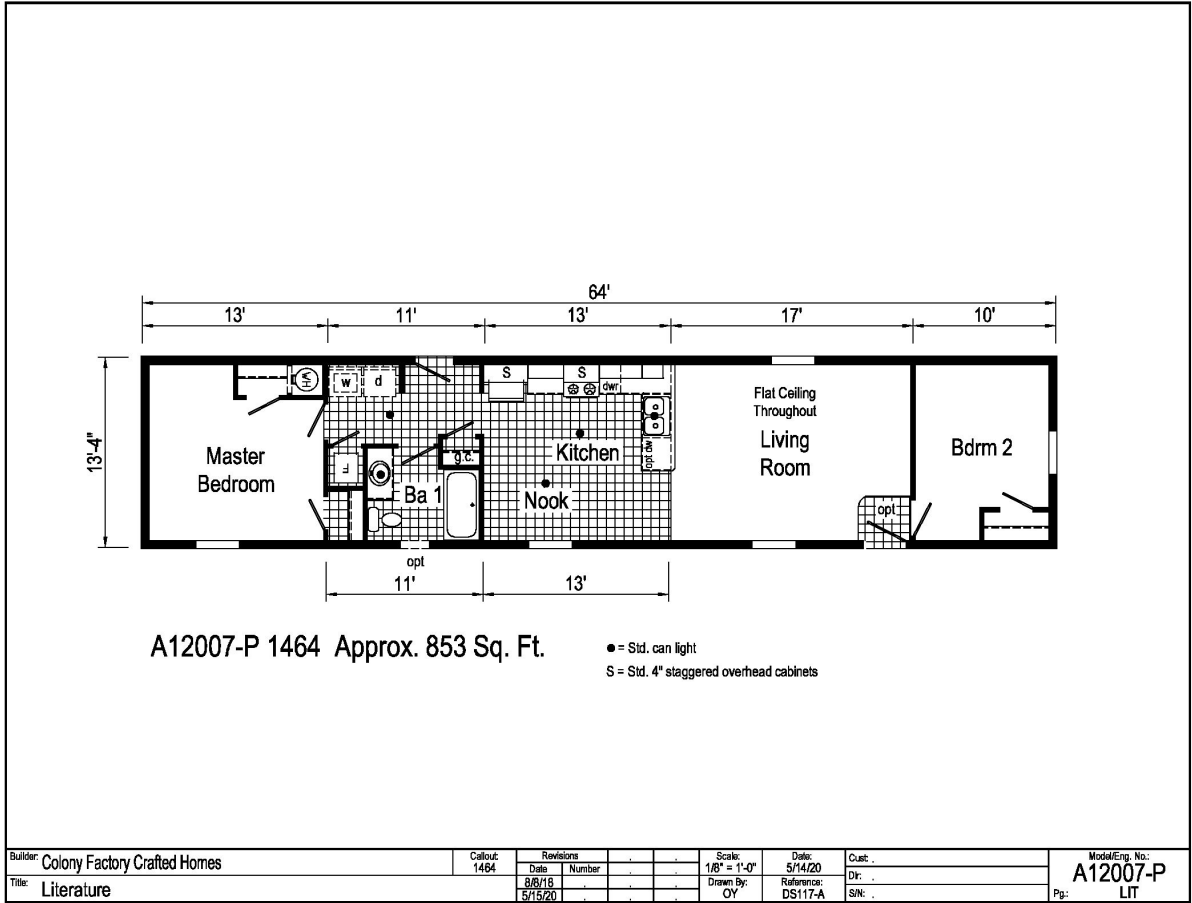 64'
13' 11' 13' 17' 10'
13'-4"
WH
w d
S S
dwr
Flat Ceiling
Throughout
Living
Room
Master
Bedroom
F
g.c.
Kitchen
opt dw
Bdrm 2
Ba 1
Nook
opt
opt
11' 13'
A12007-P 1464 Approx. 853 Sq. Ft.
● = Std. can light
S = Std. 4" staggered overhead cabinets
Builder: Colony Factory Crafted Homes
Title: Literature
Callout: 1464
Revisions
Date Number
8/8/18
5/15/20
Scale: 1/8" = 1'-0"
Date: 5/14/20
Drawn By: OY
Reference: DS117-A
Cust: .
Dir: .
S/N: .
Model/Eng. No.:
A12007-P
Pg.: LIT